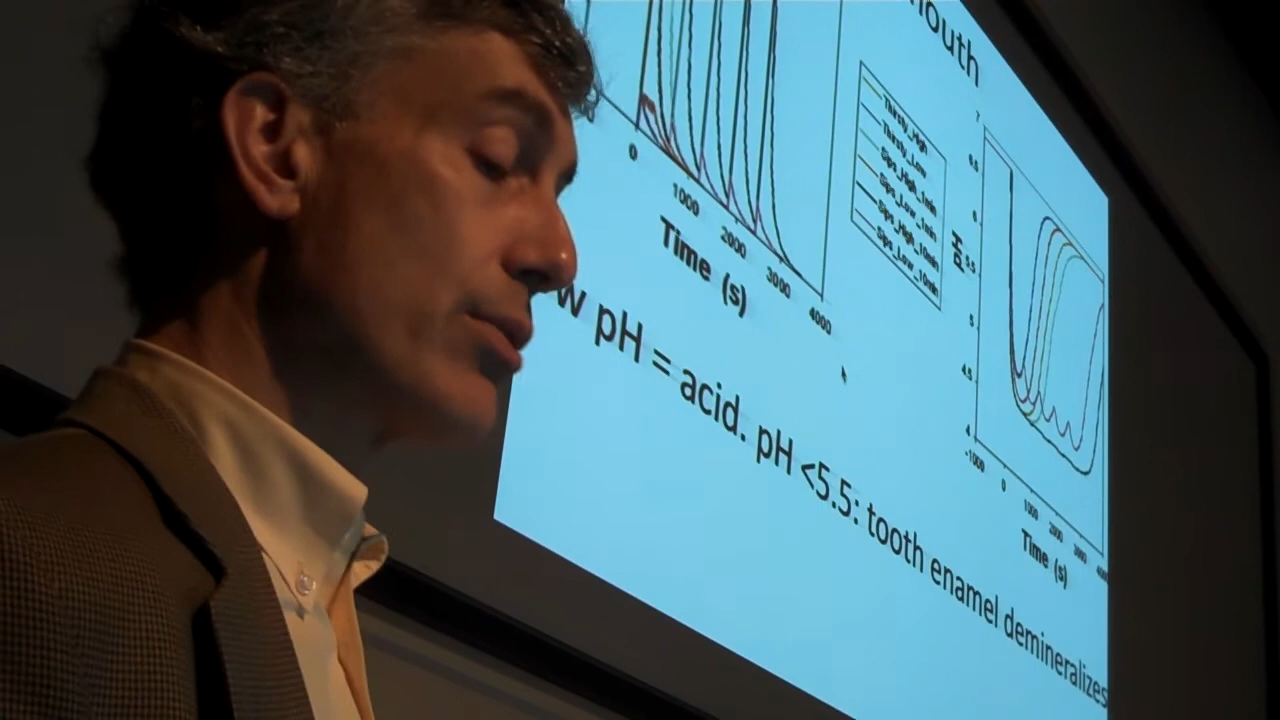 outh
0
1000
2000
3000
4000
Time (s)
Thirsty_High
Thirsty_Low
Sips_High_1min
Sips_Low_1min
Sips_High_10min
Sips_Low_10min
7
6.5
6
5.5
5
4.5
4
pH
-1000
0
1000
2000
3000
Time (s)
w pH = acid. pH <5.5: tooth enamel demineralizes